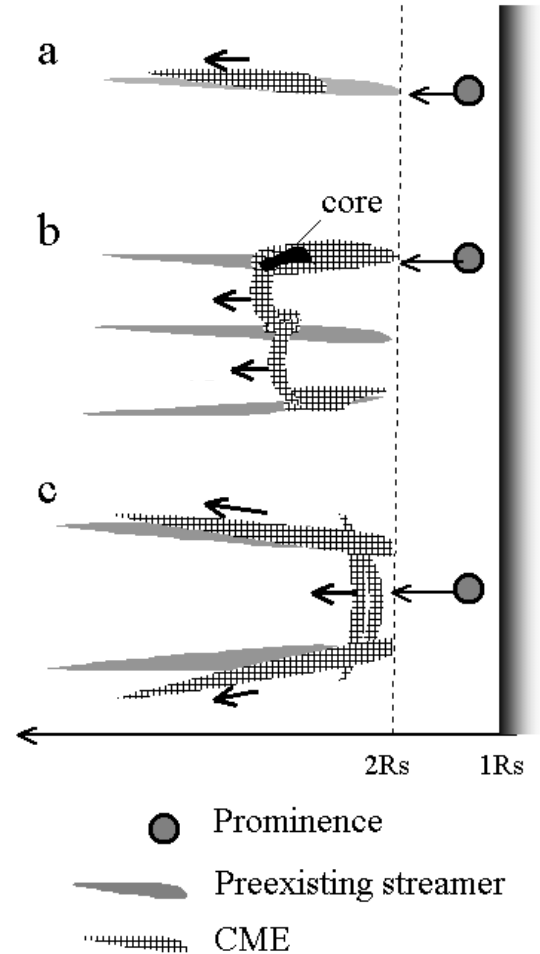 a
core
b
c
2Rs 1Rs
Prominence
Preexisting streamer
CME